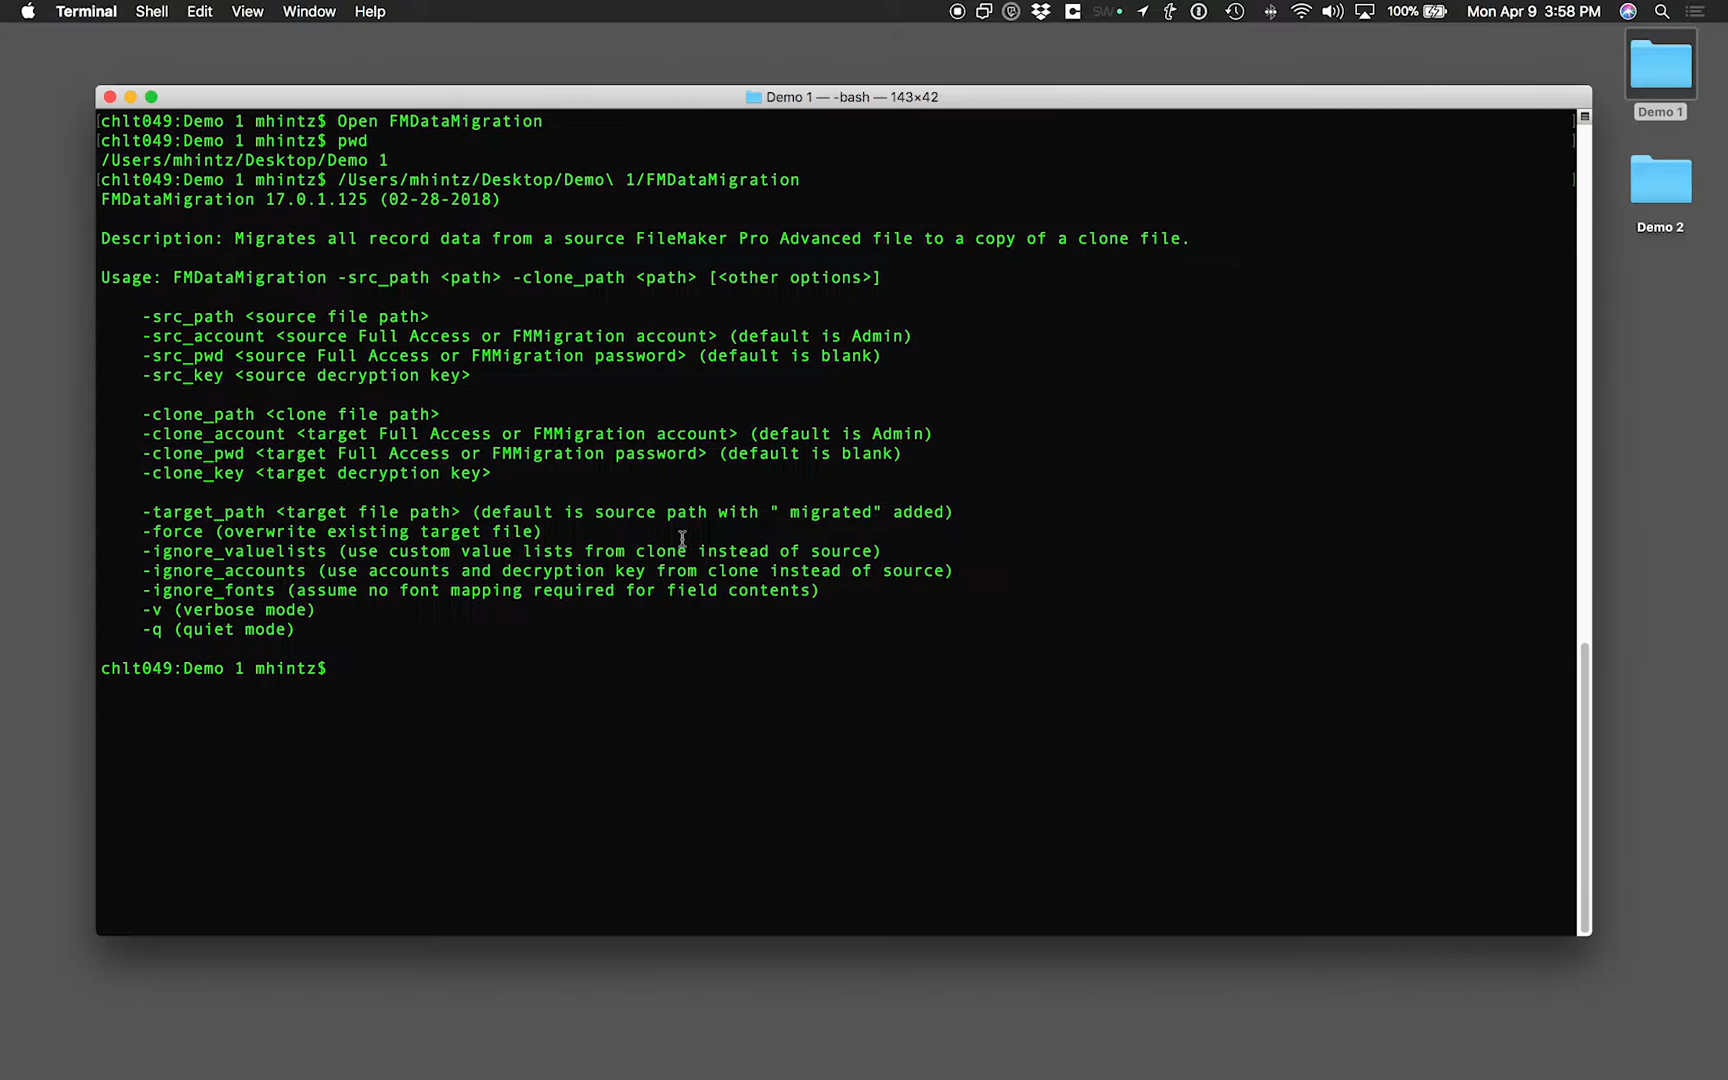 Terminal Shell Edit View Window Help 100% Mon Apr 9 3:58 PM
Demo 1 — -bash — 143×42
Demo 1
Demo 2
chlt049:Demo 1 mhintz$ Open FMDataMigration
chlt049:Demo 1 mhintz$ pwd
/Users/mhintz/Desktop/Demo 1
chlt049:Demo 1 mhintz$ /Users/mhintz/Desktop/Demo\ 1/FMDataMigration
FMDataMigration 17.0.1.125 (02-28-2018)
Description: Migrates all record data from a source FileMaker Pro Advanced file to a copy of a clone file.
Usage: FMDataMigration -src_path <path> -clone_path <path> [<other options>]
-src_path <source file path>
-src_account <source Full Access or FMMigration account> (default is Admin)
-src_pwd <source Full Access or FMMigration password> (default is blank)
-src_key <source decryption key>
-clone_path <clone file path>
-clone_account <target Full Access or FMMigration account> (default is Admin)
-clone_pwd <target Full Access or FMMigration password> (default is blank)
-clone_key <target decryption key>
-target_path <target file path> (default is source path with " migrated" added)
-force (overwrite existing target file)
-ignore_valuelists (use custom value lists from clone instead of source)
-ignore_accounts (use accounts and decryption key from clone instead of source)
-ignore_fonts (assume no font mapping required for field contents)
-v (verbose mode)
-q (quiet mode)
chlt049:Demo 1 mhintz$